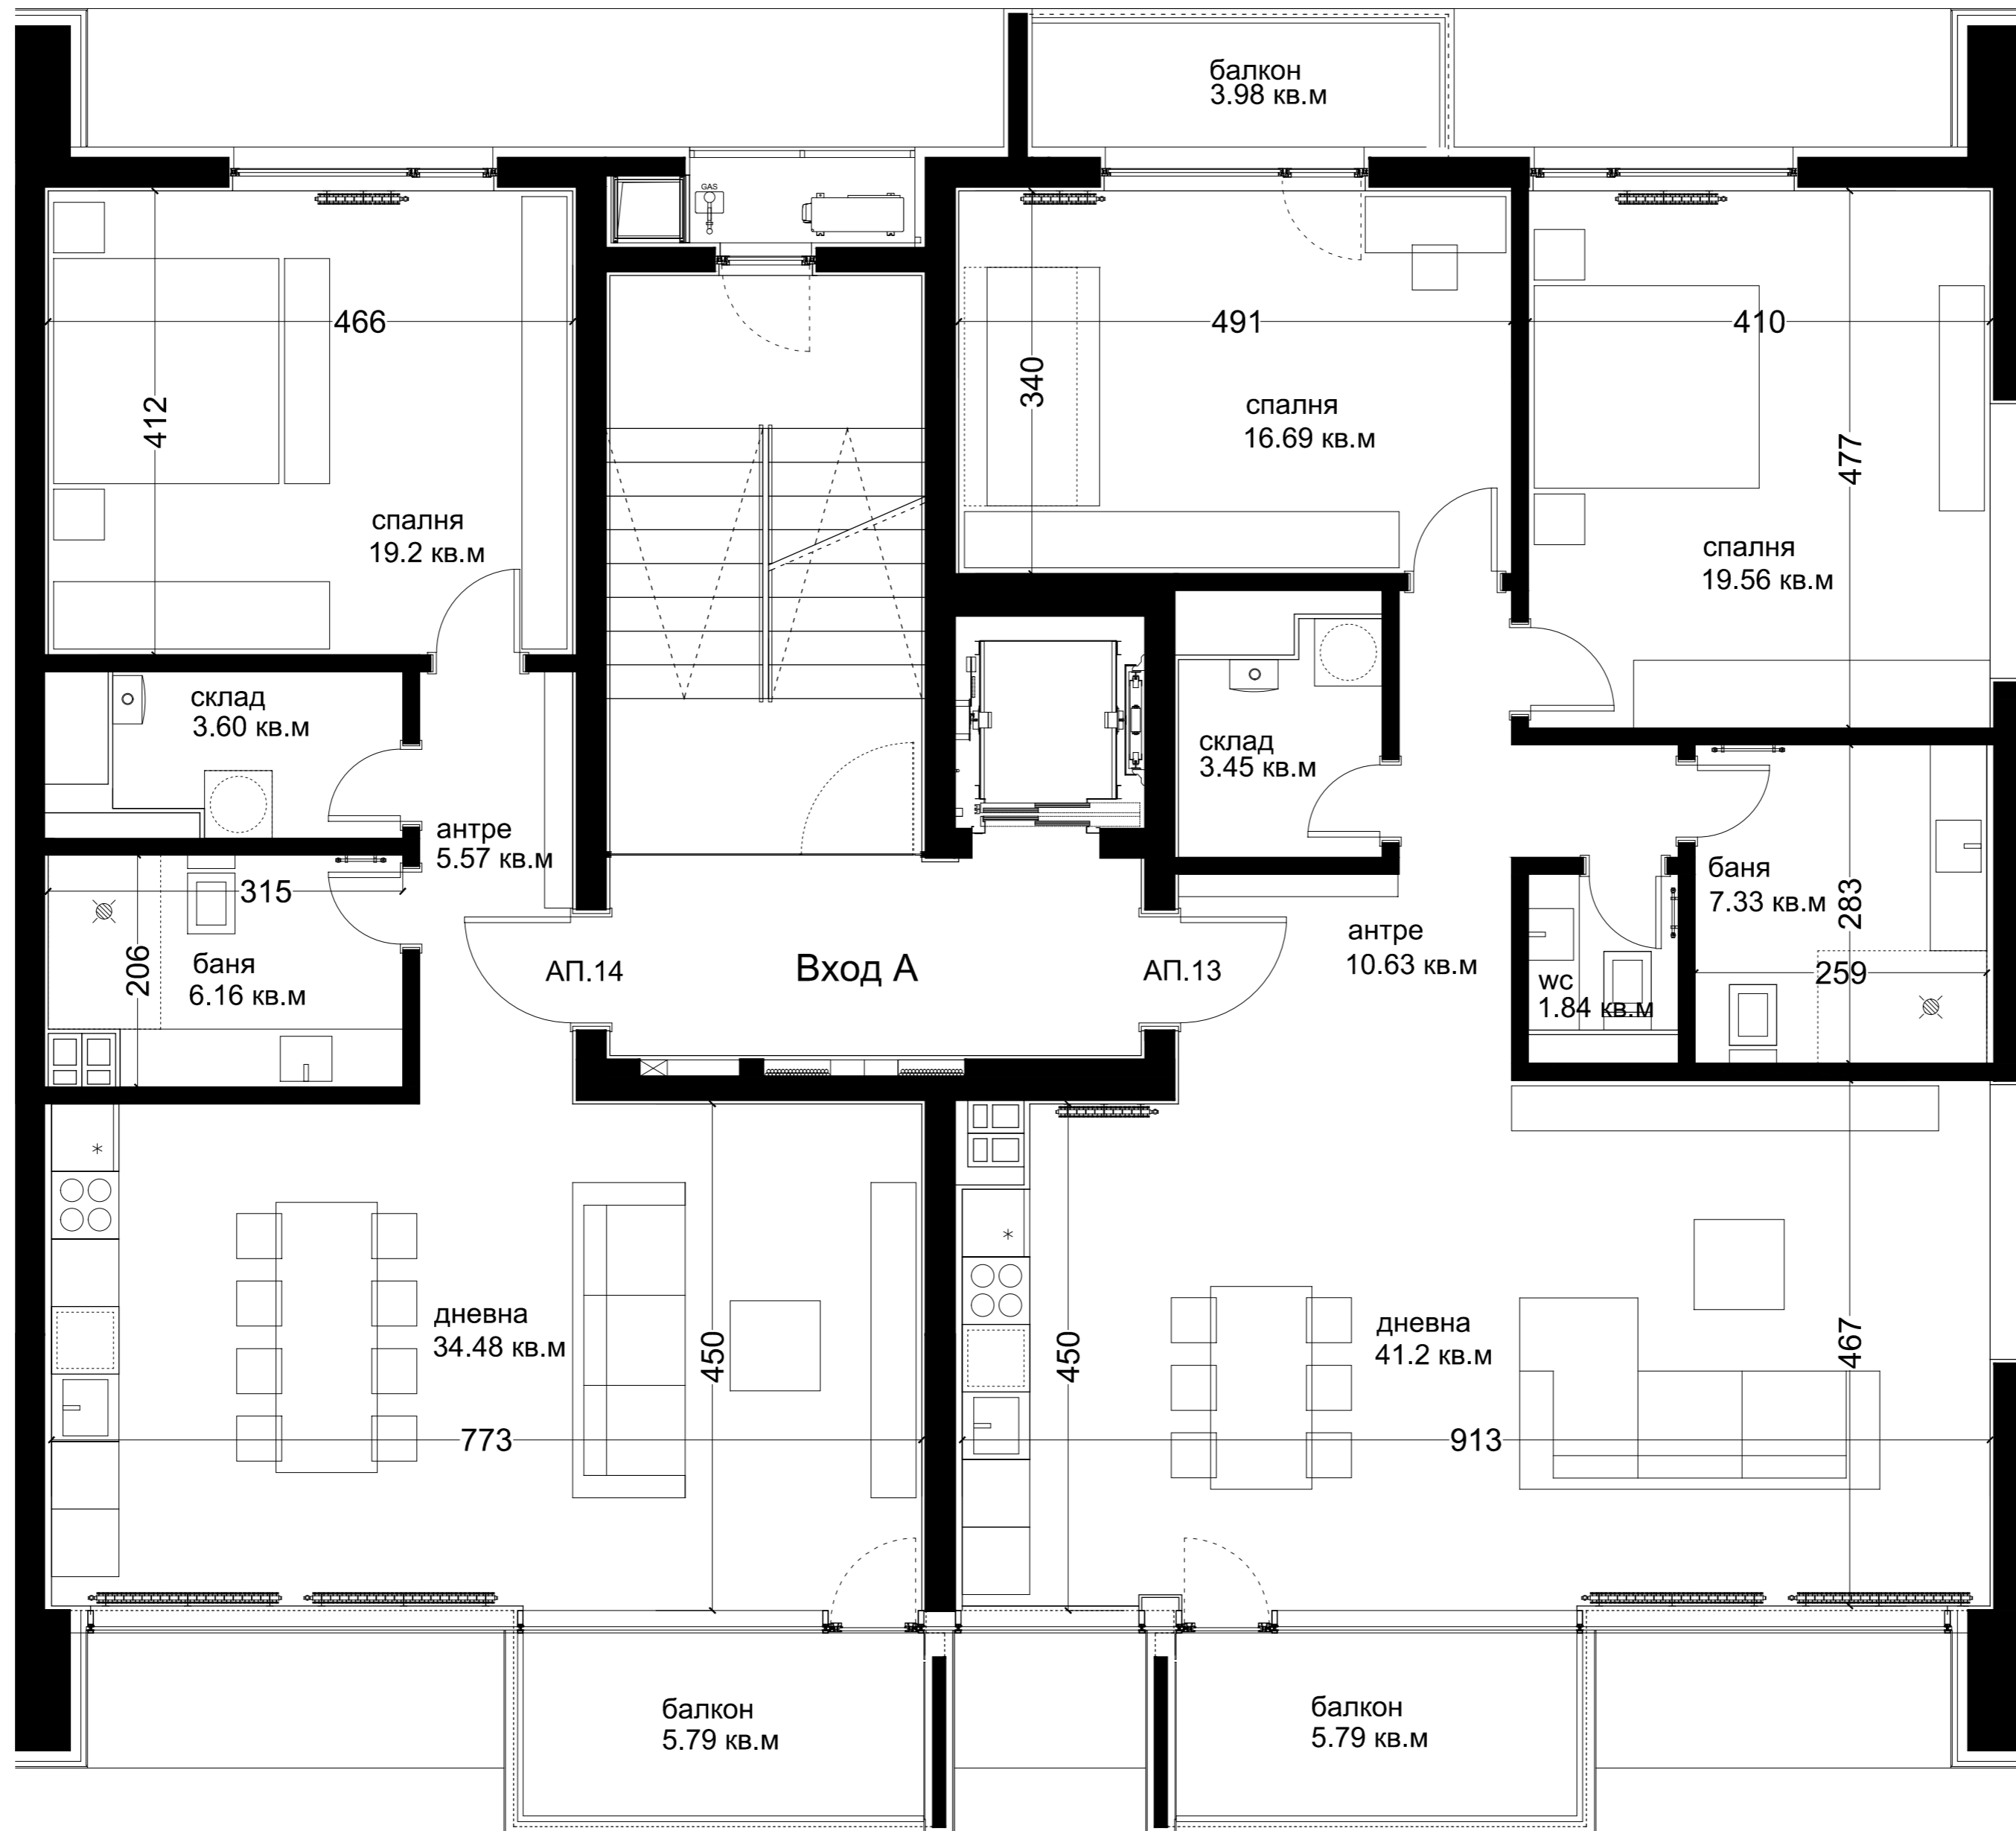 балкон
3.98 кв.м
GAS
466
412
спалня
19.2 кв.м
491
340
спалня
16.69 кв.м
410
477
спалня
19.56 кв.м
склад
3.60 кв.м
антре
5.57 кв.м
315
206
баня
6.16 кв.м
АП.14
Вход А
АП.13
склад
3.45 кв.м
антре
10.63 кв.м
wc
1.84 кв.м
баня
7.33 кв.м
283
259
дневна
34.48 кв.м
450
773
450
дневна
41.2 кв.м
467
913
балкон
5.79 кв.м
балкон
5.79 кв.м